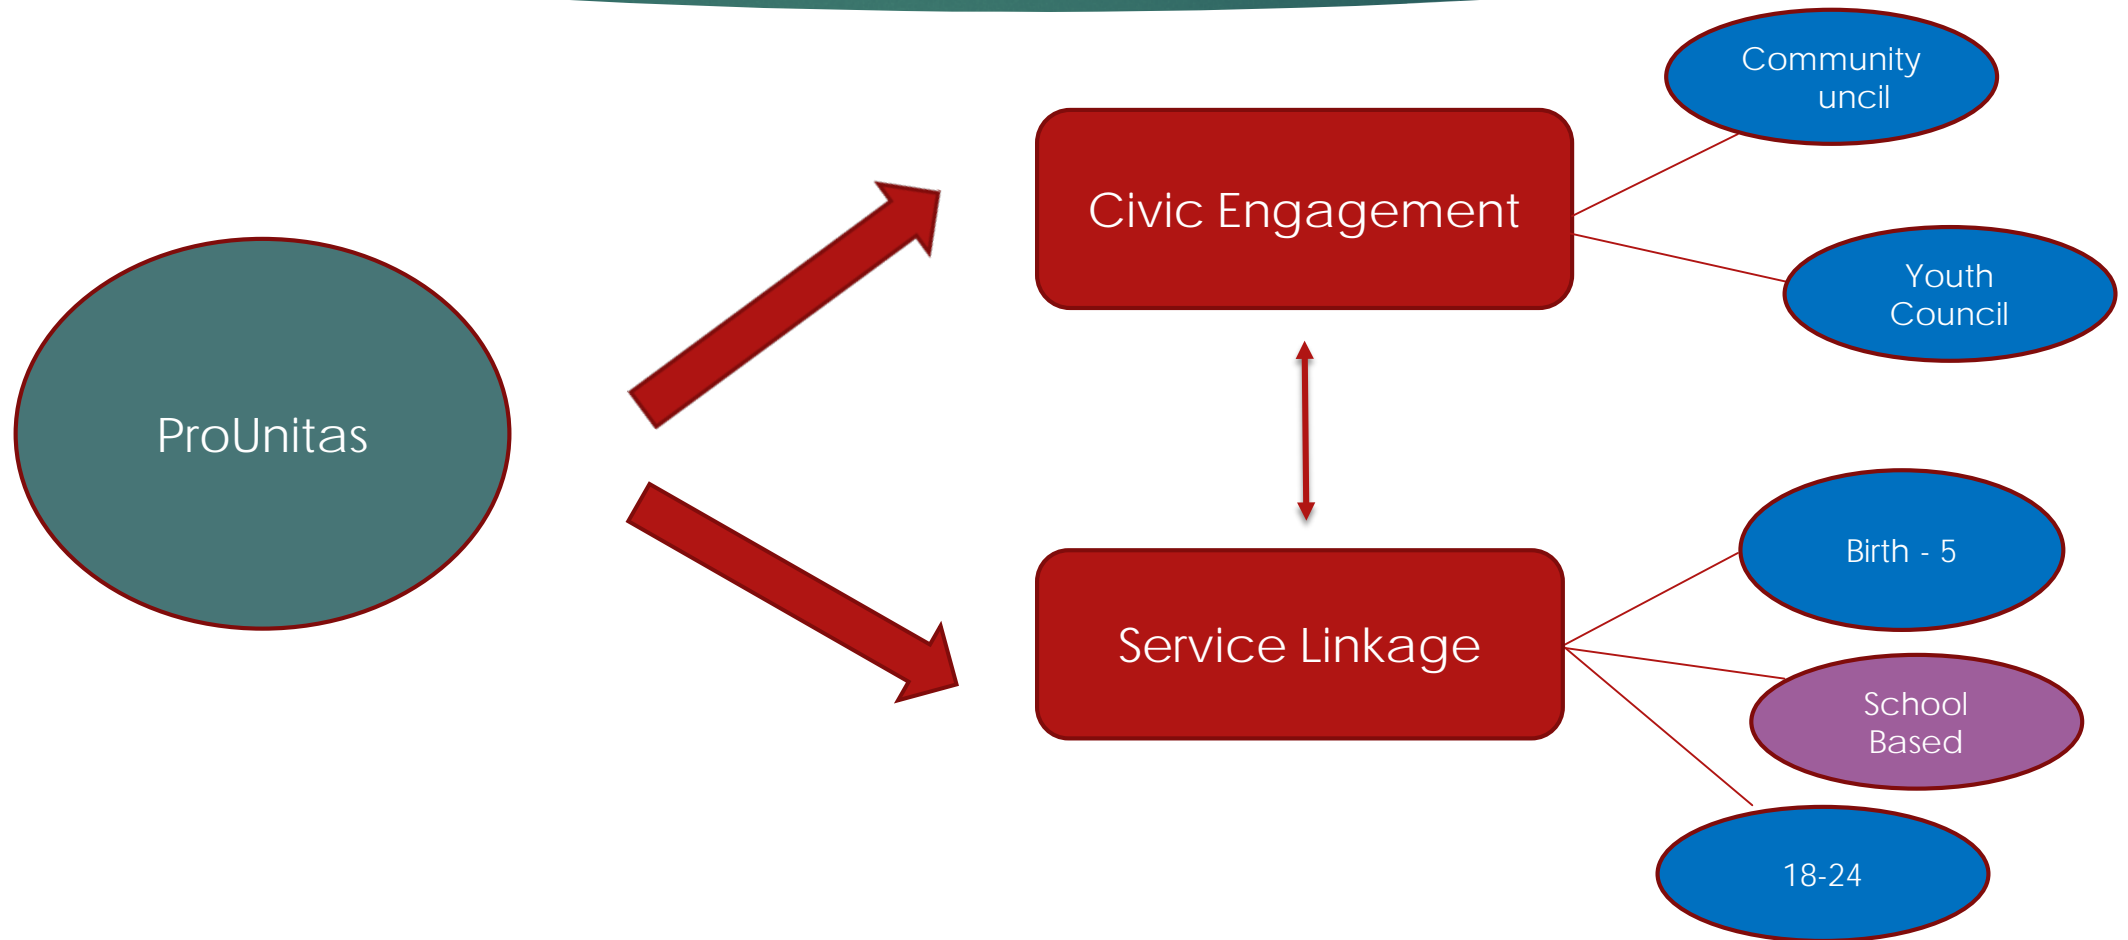 Community
uncil
Civic Engagement
Youth
Council
ProUnitas
Birth - 5
Service Linkage
School
Based
18-24